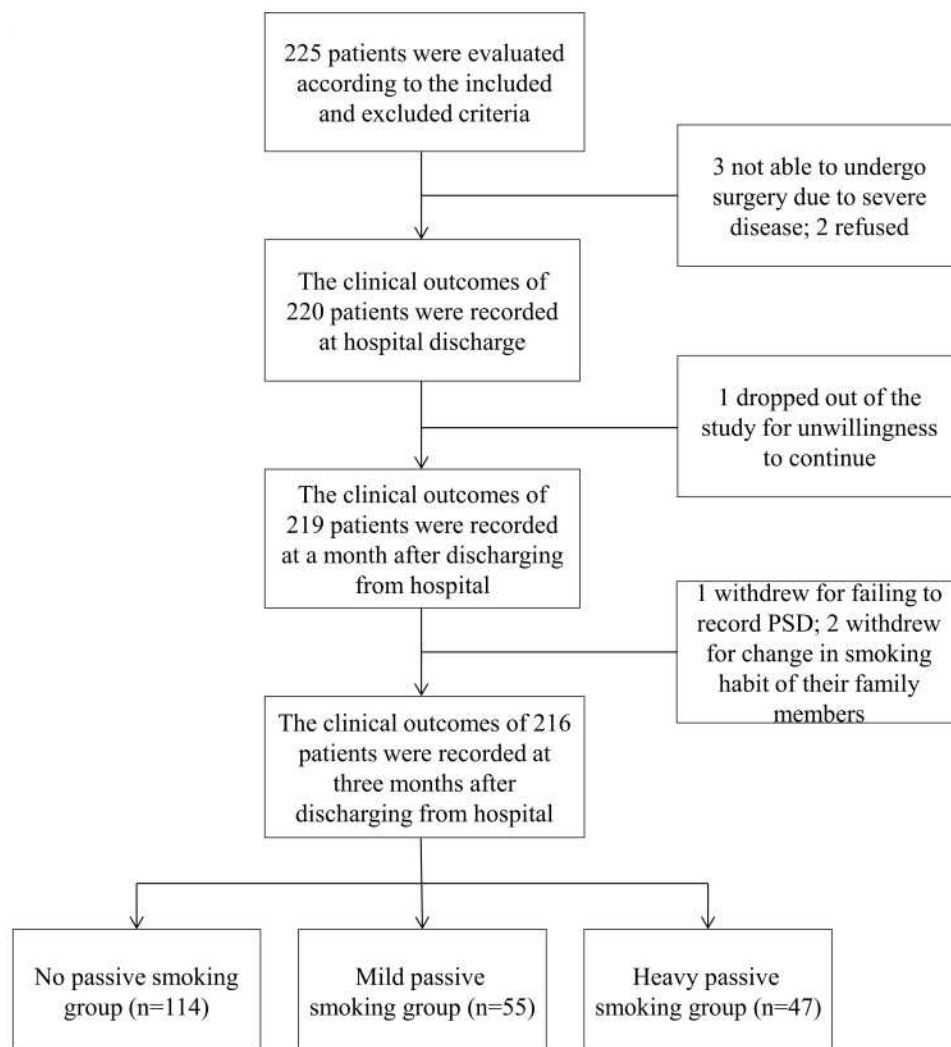 225 patients were evaluated
according to the included
and excluded criteria
3 not able to undergo
surgery due to severe
disease; 2 refused
The clinical outcomes of
220 patients were recorded
at hospital discharge
1 dropped out of the
study for unwillingness
to continue
The clinical outcomes of
219 patients were recorded
at a month after discharging
from hospital
1 withdrew for failing to
record PSD; 2 withdrew
for change in smoking
habit of their family
members
The clinical outcomes of 216
patients were recorded at
three months after
discharging from hospital
No passive smoking
group (n=114)
Mild passive
smoking group (n=55)
Heavy passive
smoking group (n=47)